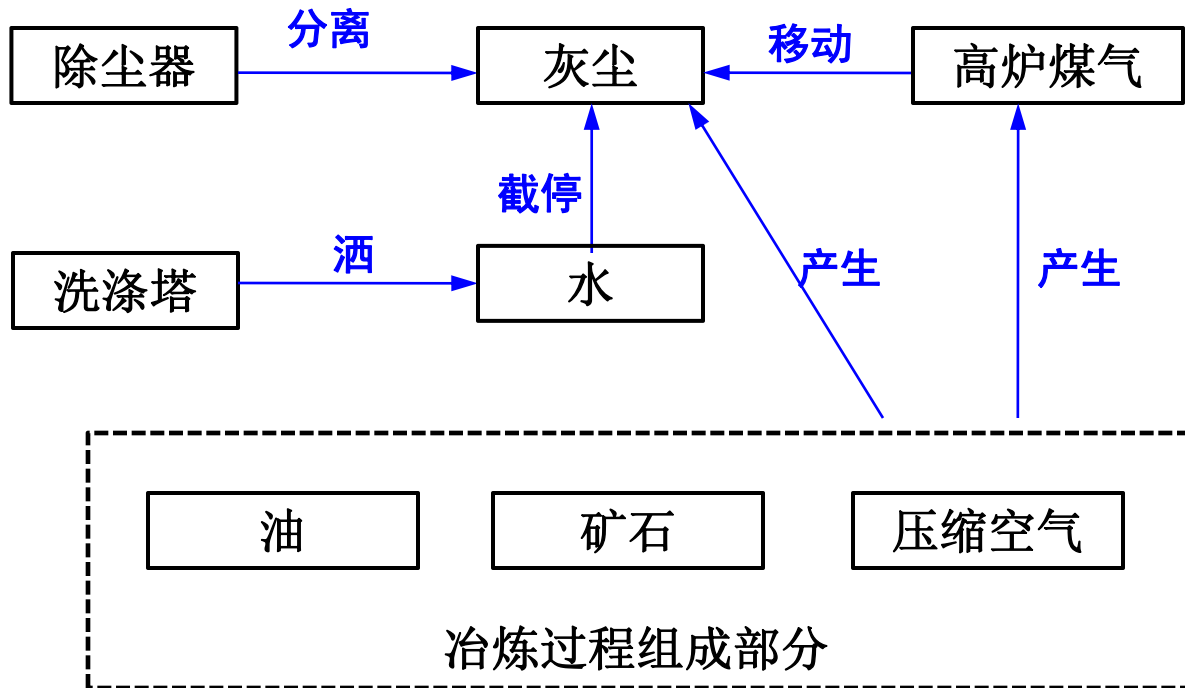 分离
移动
除尘器
灰尘
高炉煤气
截停
洒
产生
产生
洗涤塔
水
油
矿石
压缩空气
冶炼过程组成部分